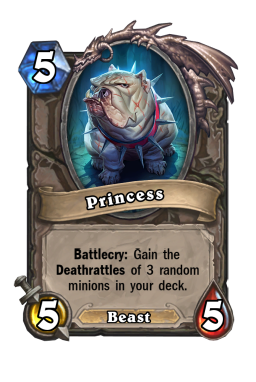 5
Princess
Battlecry: Gain the
Deathrattles of 3 random
minions in your deck.
5
Beast
5